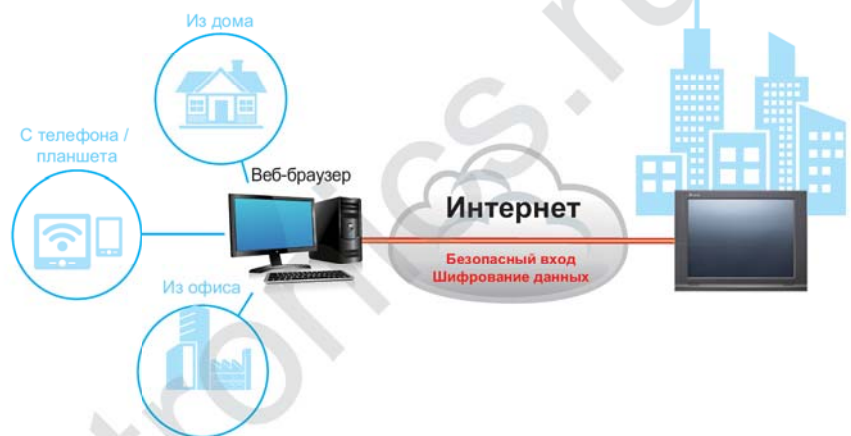 Из дома
С телефона /
планшета
Веб-браузер
Интернет
Безопасный вход
Шифрование данных
Из офиса